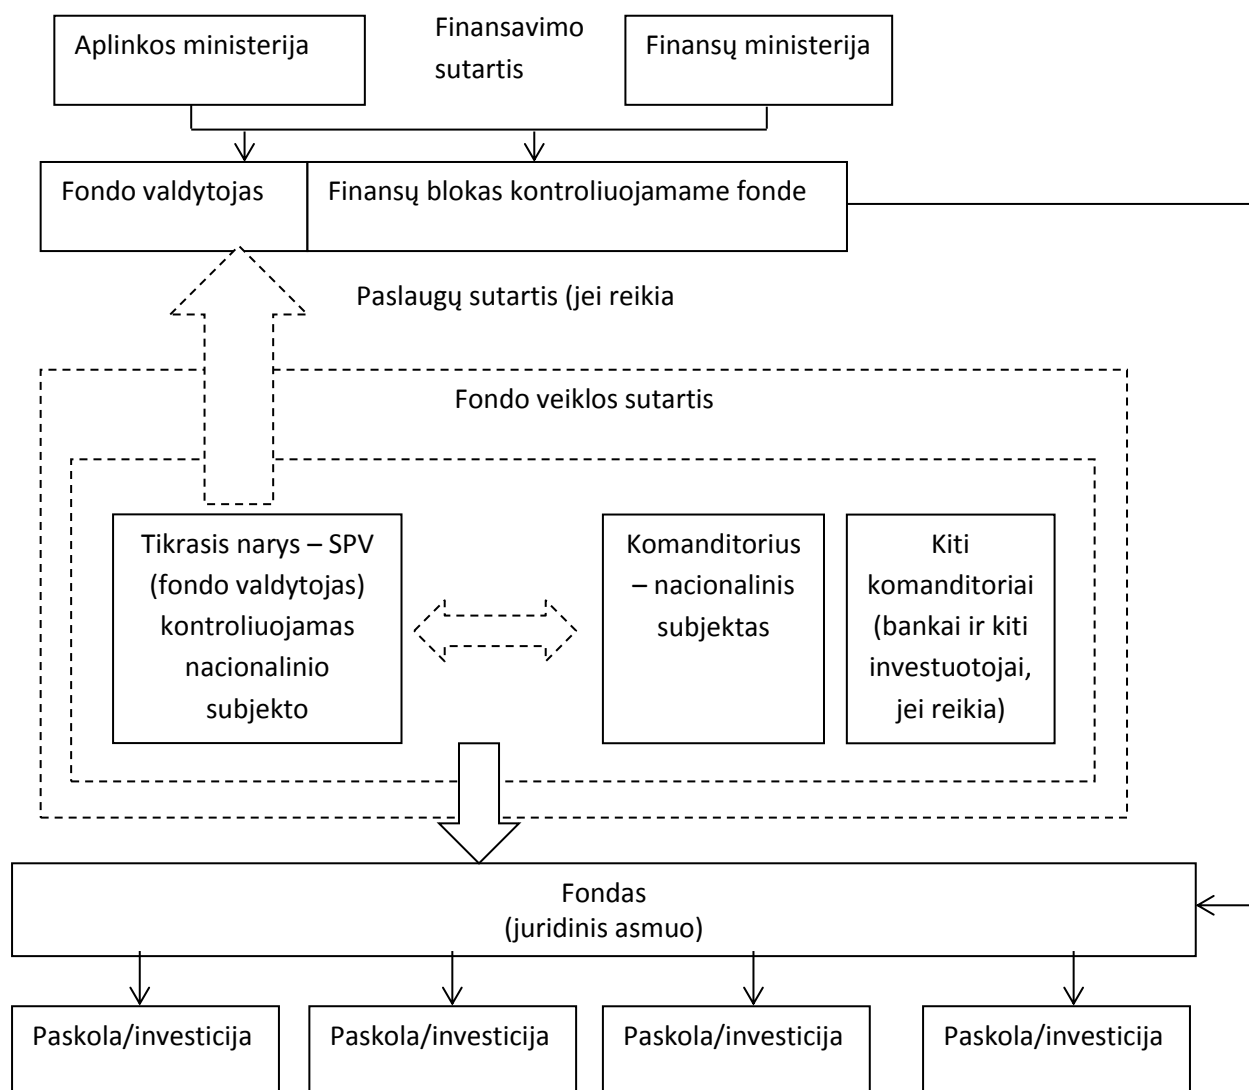 Aplinkos ministerija
Finansavimo
sutartis
Finansų ministerija
Fondo valdytojas
Finansų blokas kontroliuojamame fonde
Paslaugų sutartis (jei reikia
Fondo veiklos sutartis
Tikrasis narys – SPV
(fondo valdytojas)
kontroliuojamas
nacionalinio
subjekto
Komanditorius
– nacionalinis
subjektas
Kiti
komanditoriai
(bankai ir kiti
investuotojai,
jei reikia)
Fondas
(juridinis asmuo)
Paskola/investicija
Paskola/investicija
Paskola/investicija
Paskola/investicija